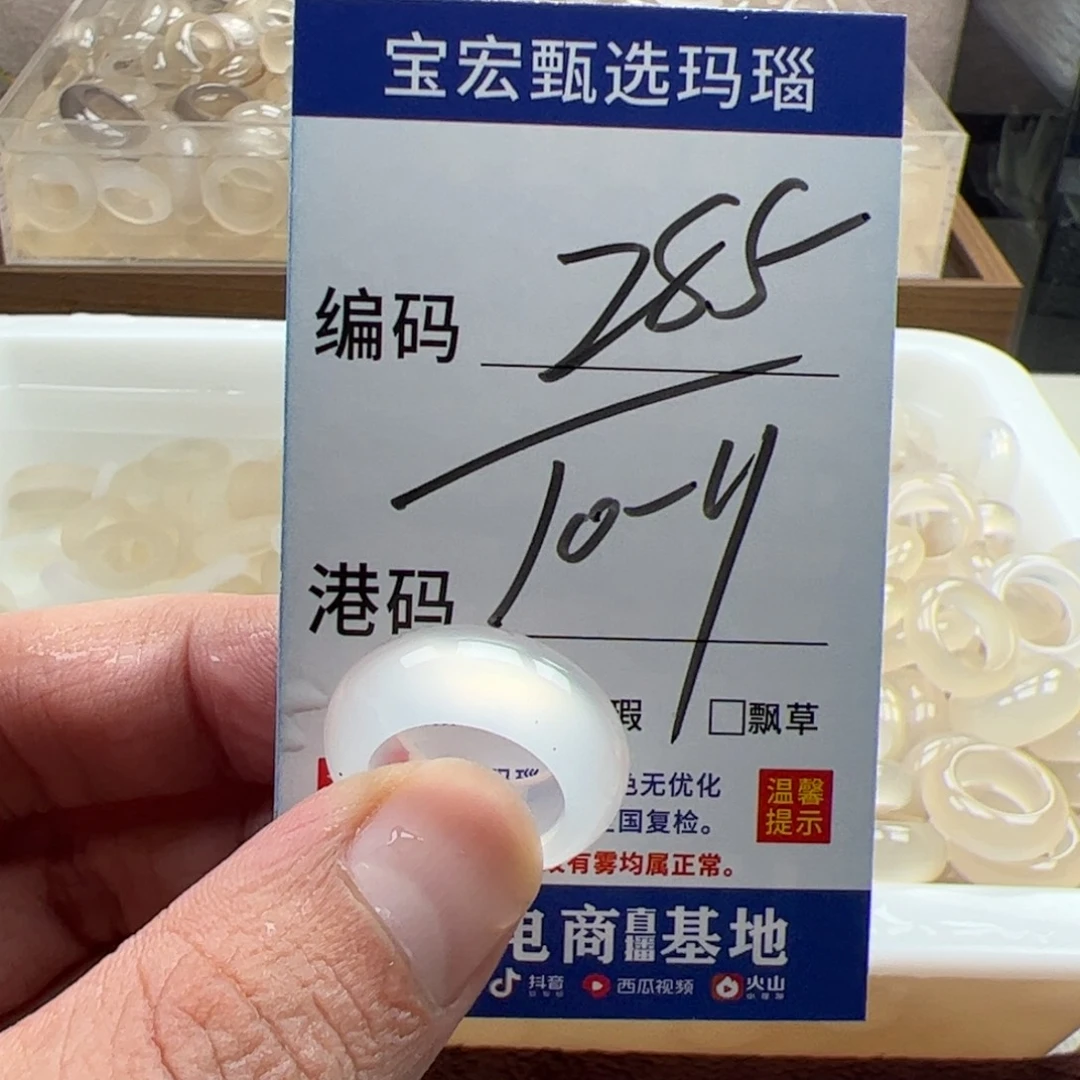 宝宏甄选玛瑙
编码 285
港码 10-4
瑕 □飘草
色无优化 温馨
国复检。 提示
有雾均属正常。
电商直播基地
抖音 西瓜视频 火山